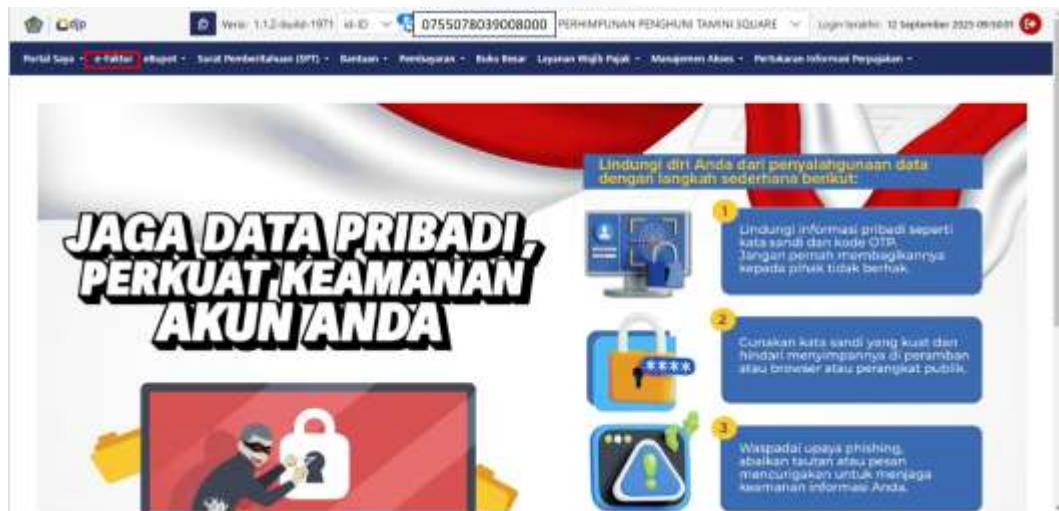 djp
Versi: 1.1.2-build-1971 id-ID 0755078039008000 PERHIMPUNAN PENGHUNI TAMINI SQUARE Login terakhir: 12 September 2025 09:50:01
Portal Saya e-Faktur eBupot Surat Pemberitahuan (SPT) Bantuan Pembayaran Buku Besar Layanan Wajib Pajak Manajemen Akses Pertukaran Informasi Perpajakan
JAGA DATA PRIBADI,
PERKUAT KEAMANAN
AKUN ANDA
Lindungi diri Anda dari penyalahgunaan data
dengan langkah sederhana berikut:
1
Lindungi informasi pribadi seperti
kata sandi dan kode OTP.
Jangan pernah membagikannya
kepada pihak tidak berhak.
2
Gunakan kata sandi yang kuat dan
hindari menyimpannya di peramban
atau browser atau perangkat publik.
****
3
Waspadai upaya phishing,
abaikan tautan atau pesan
mencurigakan untuk menjaga
keamanan informasi Anda.